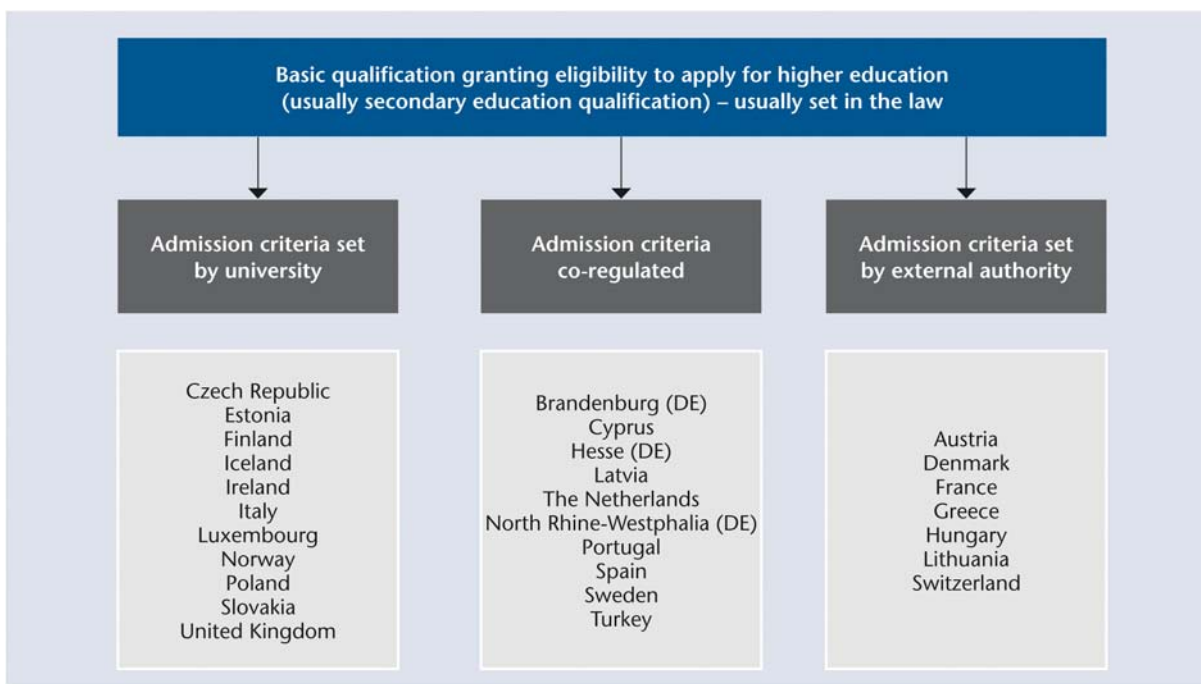 Basic qualification granting eligibility to apply for higher education
(usually secondary education qualification) – usually set in the law
Admission criteria set
by university
Admission criteria
co-regulated
Admission criteria set
by external authority
Czech Republic
Estonia
Finland
Iceland
Ireland
Italy
Luxembourg
Norway
Poland
Slovakia
United Kingdom
Brandenburg (DE)
Cyprus
Hesse (DE)
Latvia
The Netherlands
North Rhine-Westphalia (DE)
Portugal
Spain
Sweden
Turkey
Austria
Denmark
France
Greece
Hungary
Lithuania
Switzerland